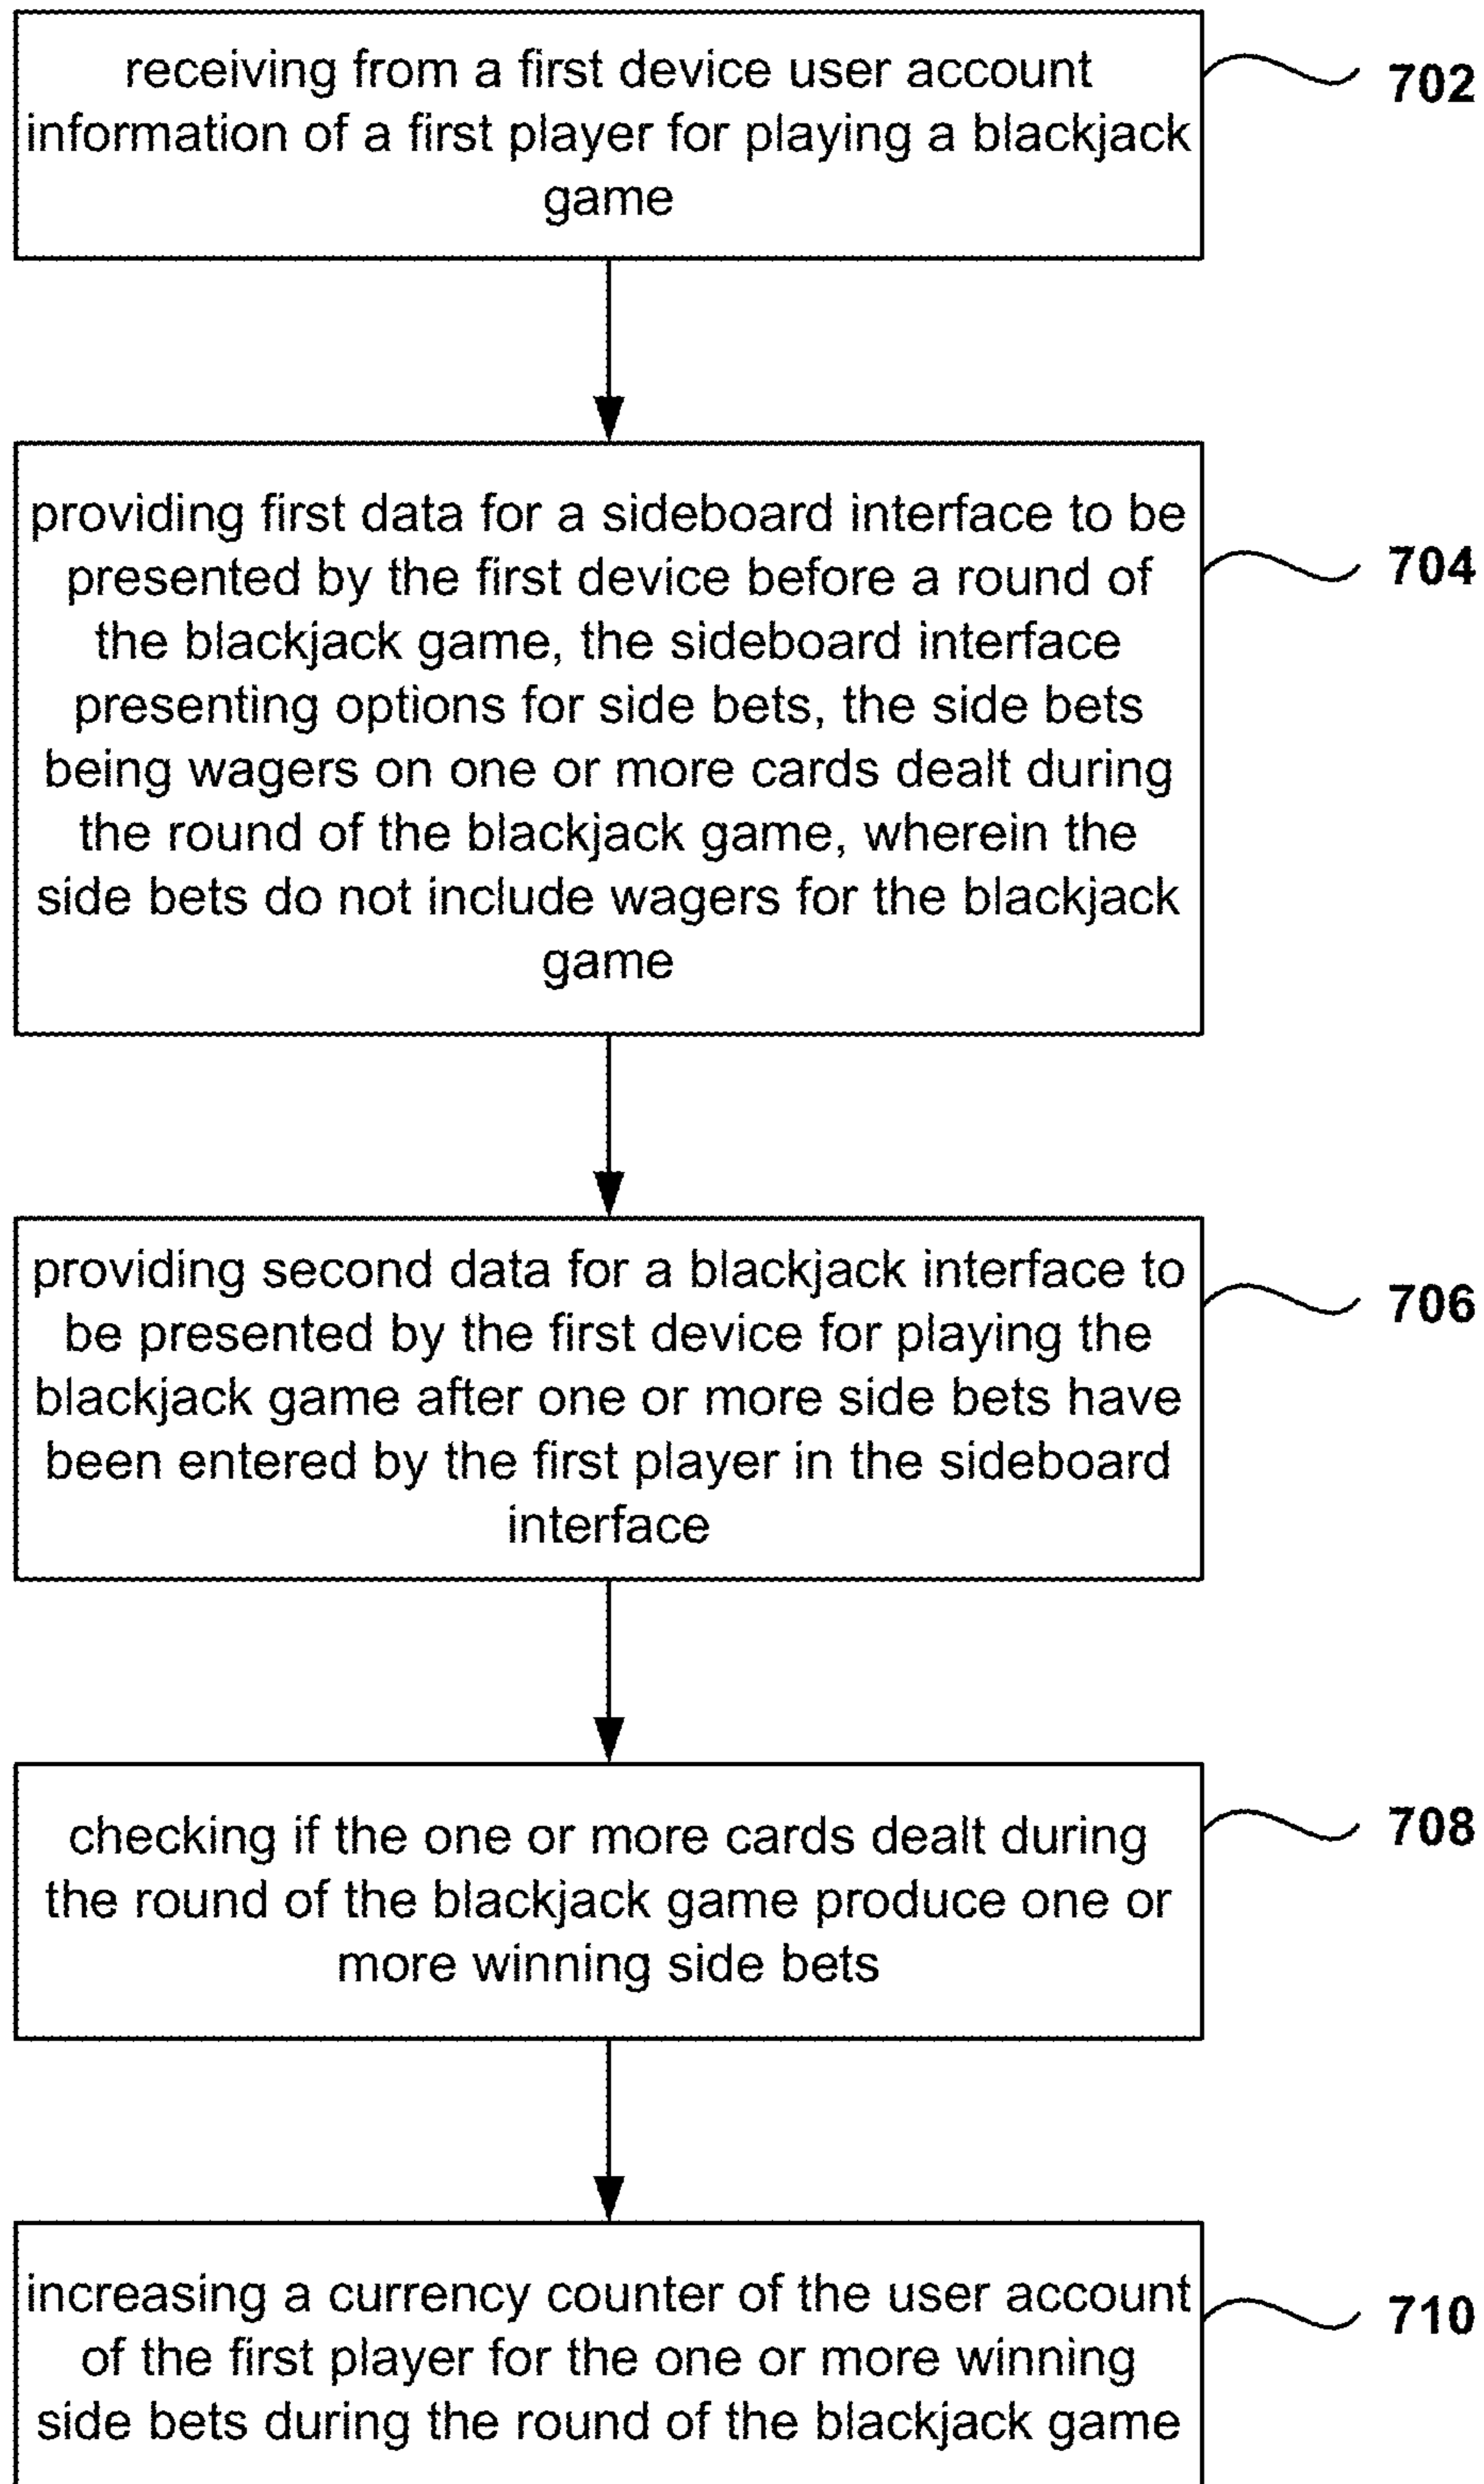 receiving from a first device user account
information of a first player for playing a blackjack
game
702
providing first data for a sideboard interface to be
presented by the first device before a round of
the blackjack game, the sideboard interface
presenting options for side bets, the side bets
being wagers on one or more cards dealt during
the round of the blackjack game, wherein the
side bets do not include wagers for the blackjack
game
704
providing second data for a blackjack interface to
be presented by the first device for playing the
blackjack game after one or more side bets have
been entered by the first player in the sideboard
interface
706
checking if the one or more cards dealt during
the round of the blackjack game produce one or
more winning side bets
708
increasing a currency counter of the user account
of the first player for the one or more winning
side bets during the round of the blackjack game
710